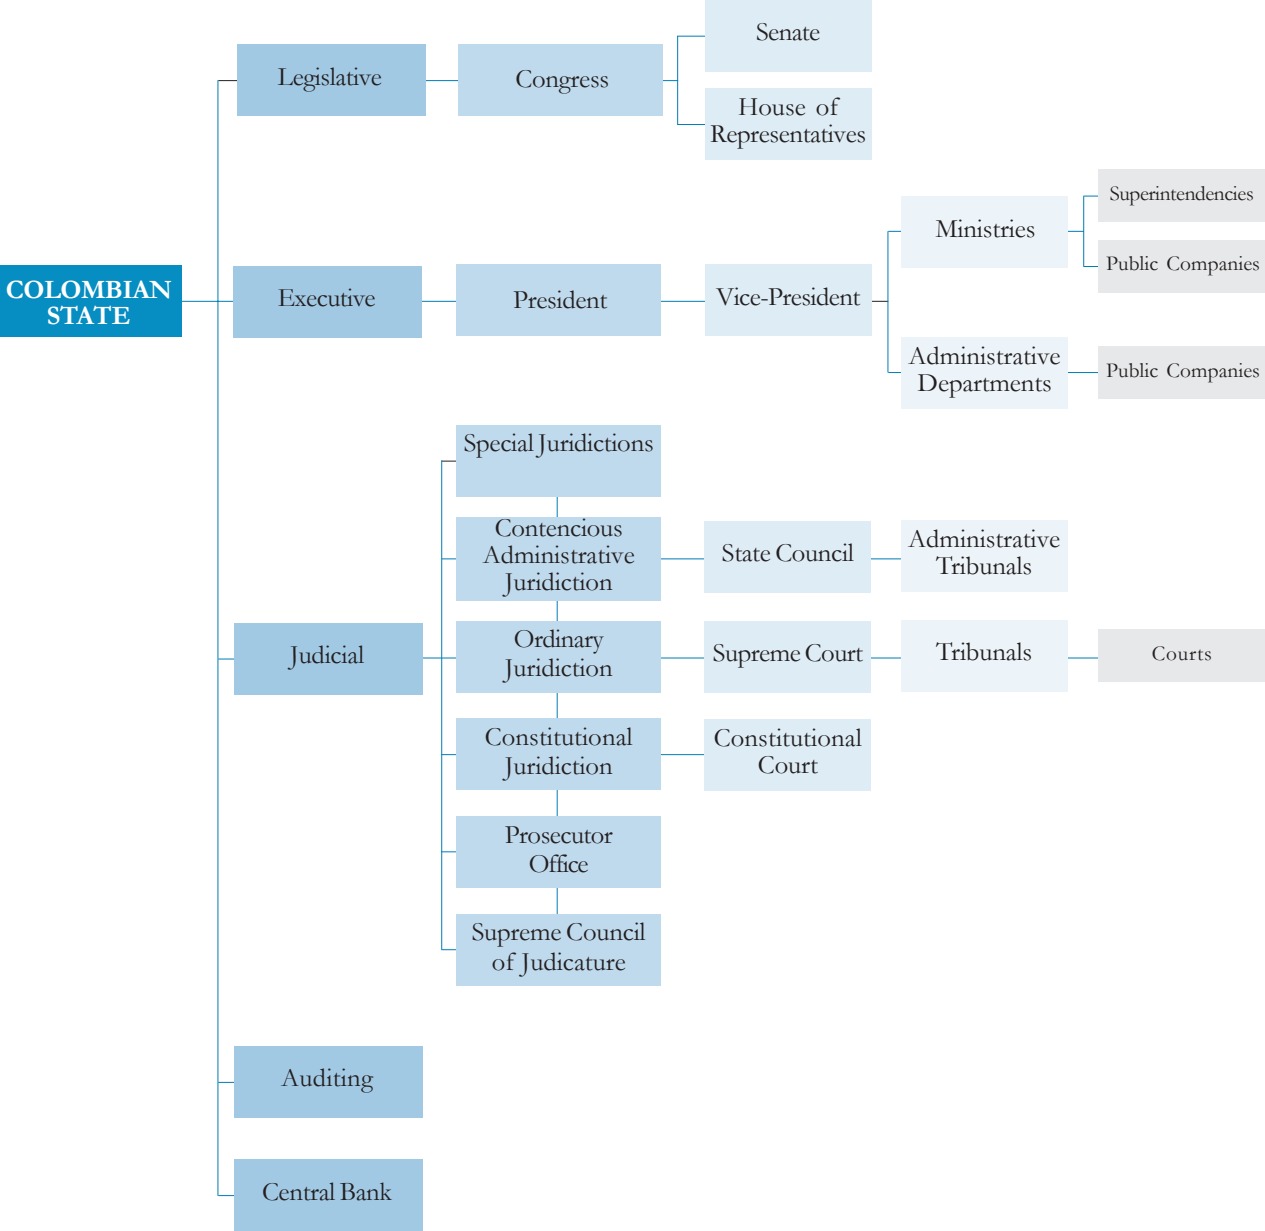 Senate
Legislative
Congress
House of
Representatives
Superintendencies
Ministries
Public Companies
COLOMBIAN
STATE
Executive
President
Vice-President
Administrative
Departments
Public Companies
Special Juridictions
Contencious
Administrative
Juridiction
State Council
Administrative
Tribunals
Judicial
Ordinary
Juridiction
Supreme Court
Tribunals
Courts
Constitutional
Juridiction
Constitutional
Court
Prosecutor
Office
Supreme Council
of Judicature
Auditing
Central Bank